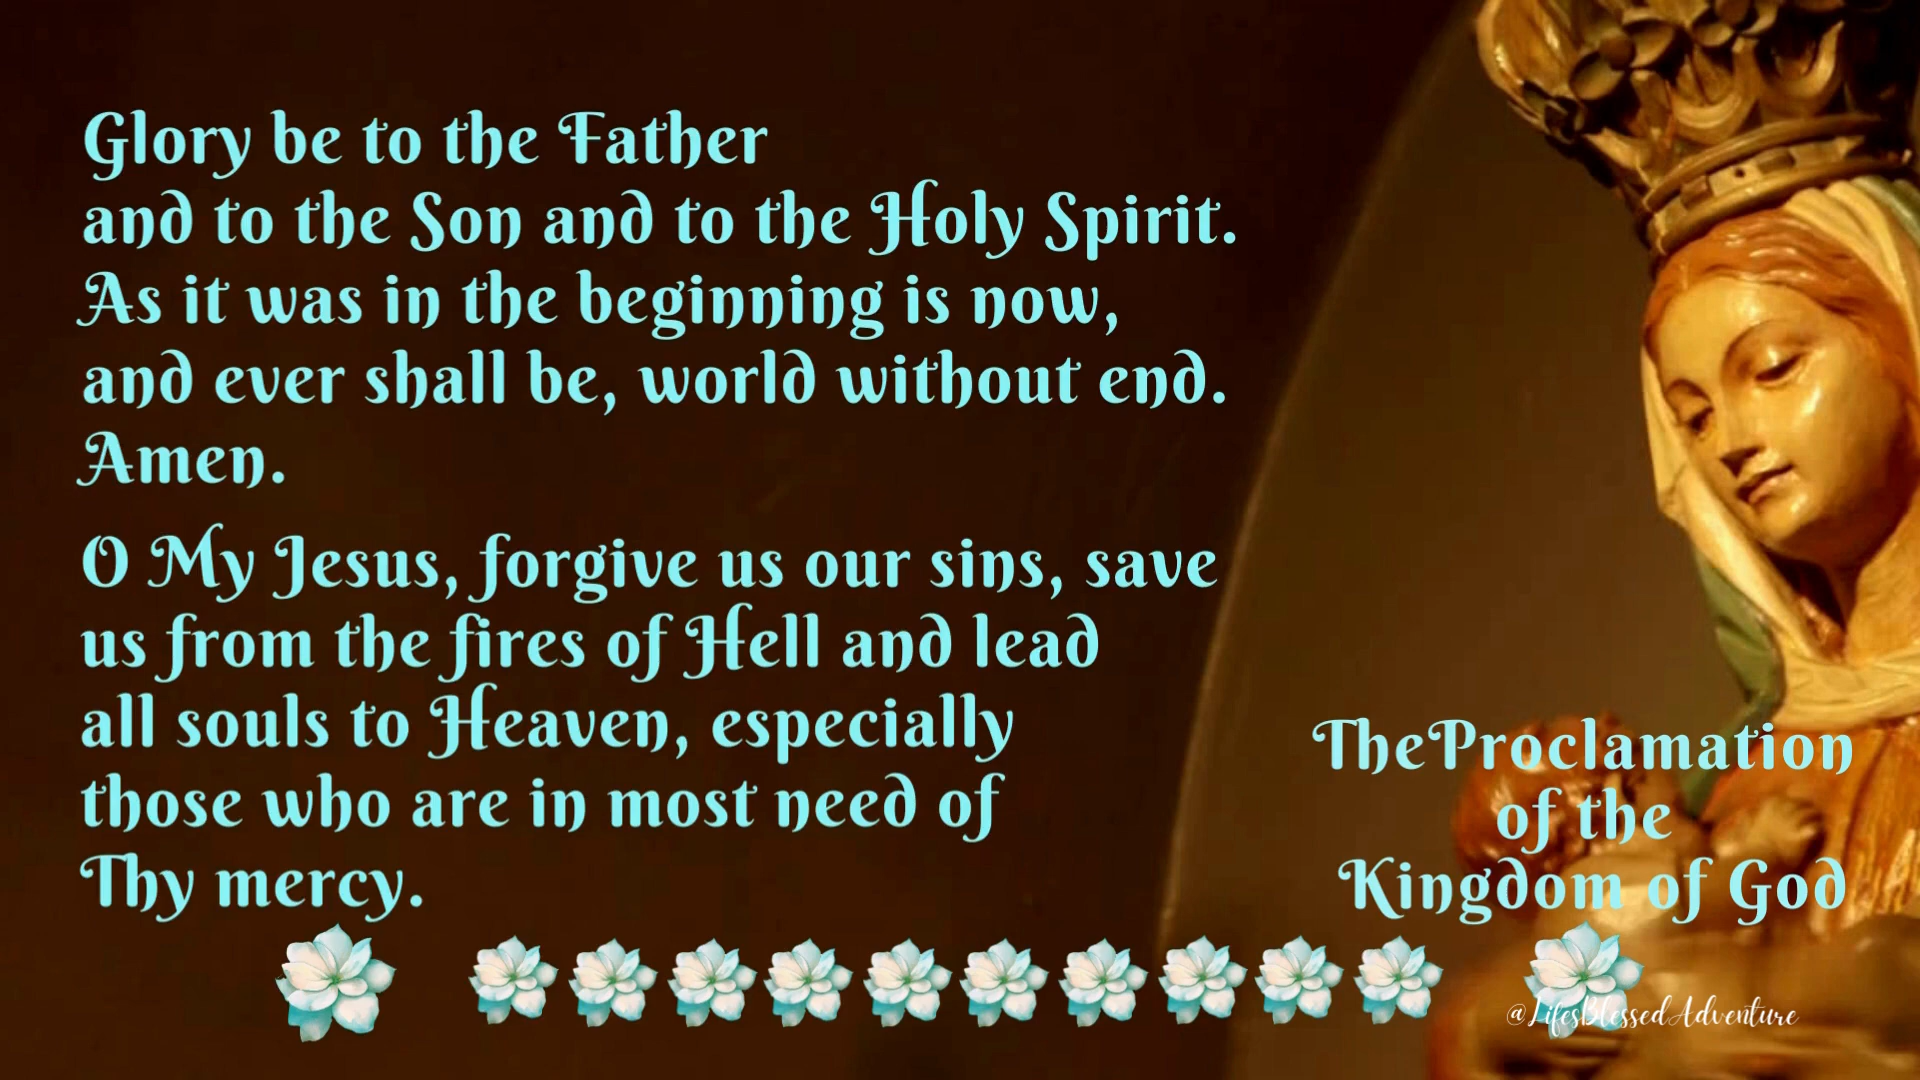 Glory be to the Father
and to the Son and to the Holy Spirit.
As it was in the beginning is now,
and ever shall be, world without end.
Amen.
O My Jesus, forgive us our sins, save
us from the fires of Hell and lead
all souls to Heaven, especially
those who are in most need of
Thy mercy.
TheProclamation
of the
Kingdom of God
@LifesBlessedAdventure